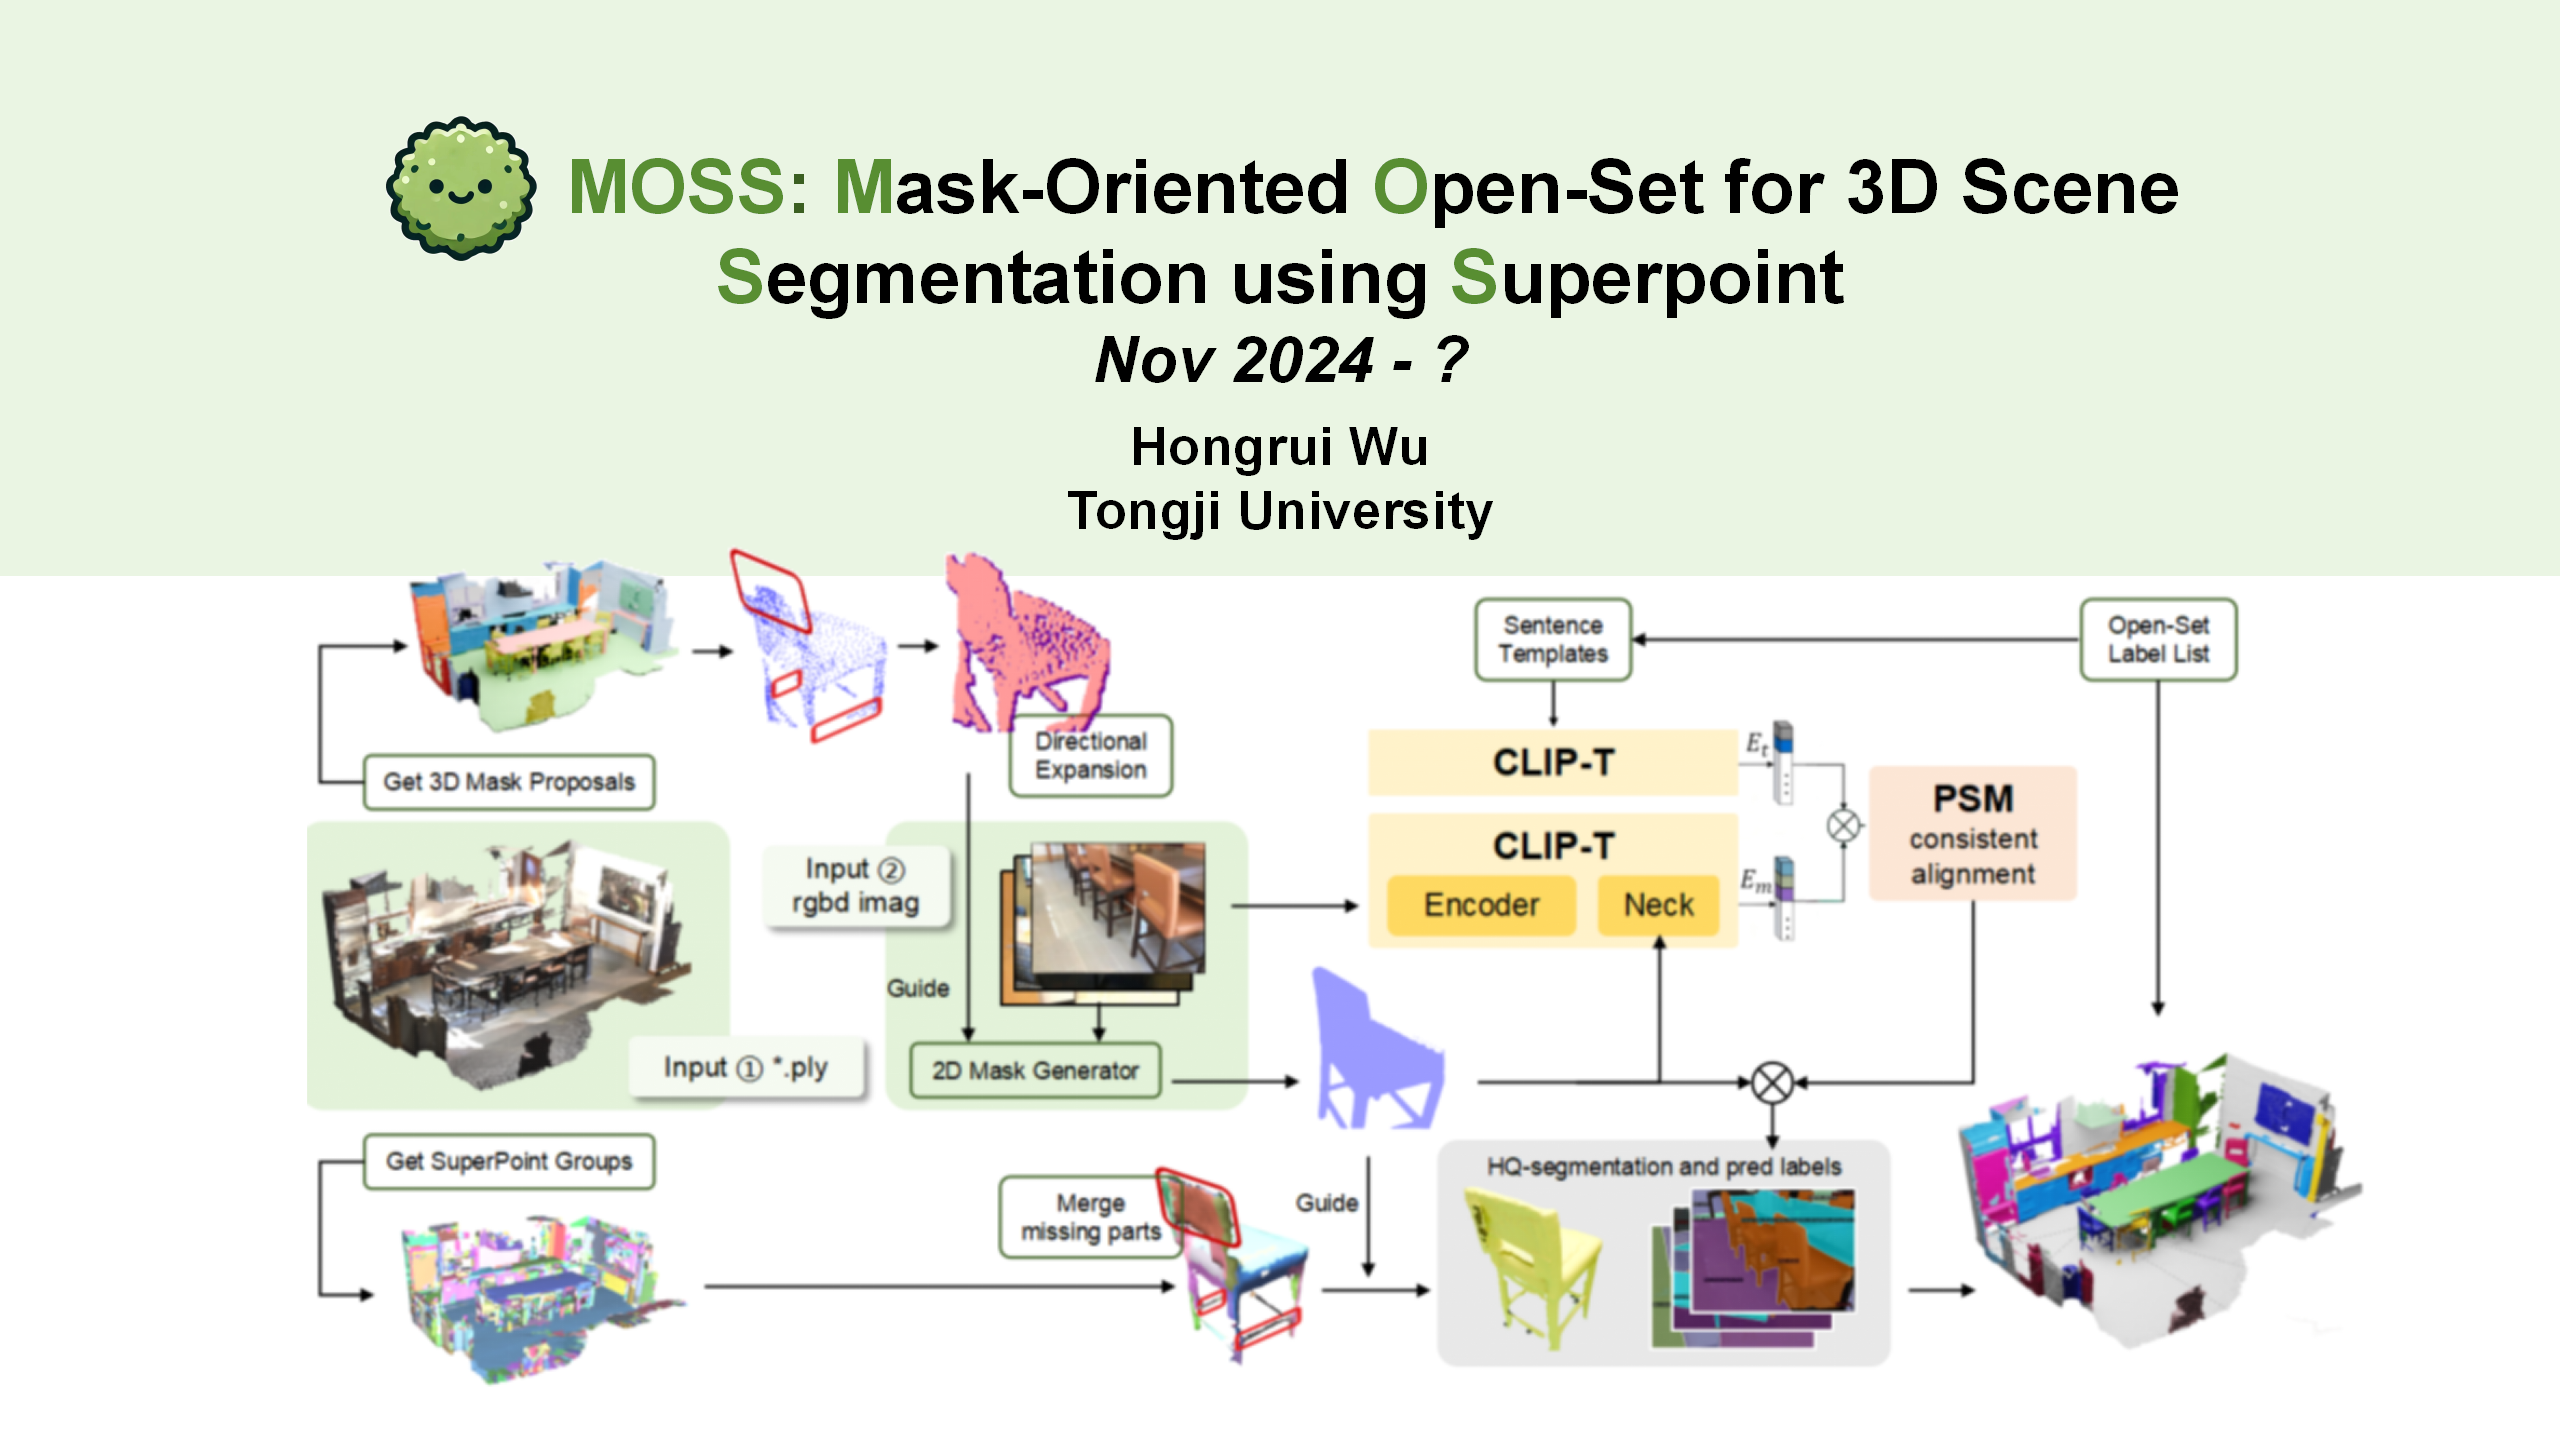 MOSS: Mask-Oriented Open-Set for 3D Scene
Segmentation using Superpoint
Nov 2024 - ?
Hongrui Wu
Tongji University
Get 3D Mask Proposals
Directional
Expansion
Input ② 
rgbd imag
Guide
Input ① *.ply
2D Mask Generator
Get SuperPoint Groups
Merge
missing parts
Guide
Sentence
Templates
Open-Set
Label List
CLIP-T
Et
CLIP-T
Encoder
Neck
Em
PSM
consistent
alignment
HQ-segmentation and pred labels